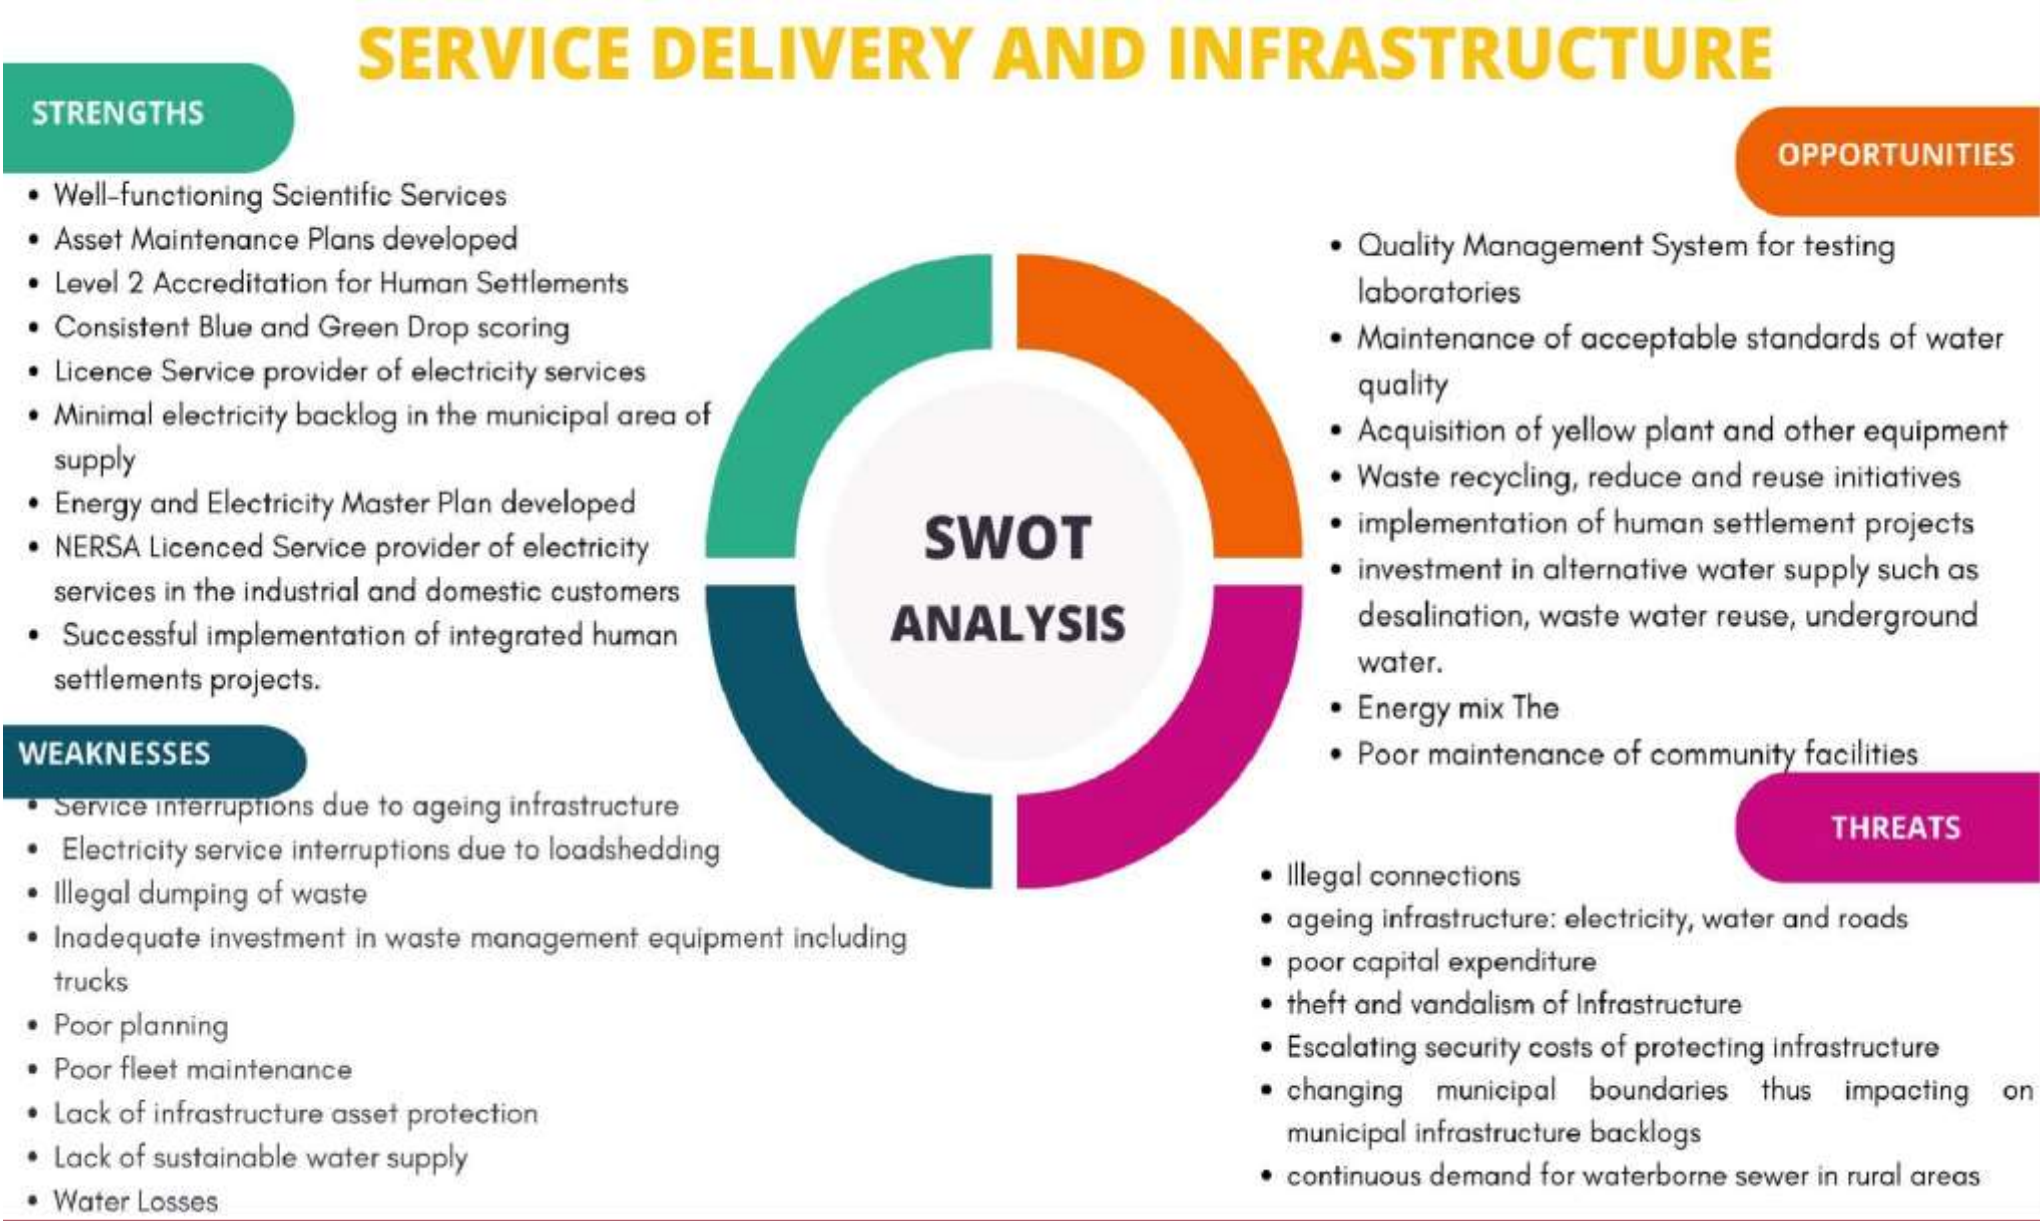 SERVICE DELIVERY AND INFRASTRUCTURE
STRENGTHS
• Well-functioning Scientific Services
• Asset Maintenance Plans developed
• Level 2 Accreditation for Human Settlements
• Consistent Blue and Green Drop scoring
• Licence Service provider of electricity services
• Minimal electricity backlog in the municipal area of
supply
• Energy and Electricity Master Plan developed
• NERSA Licenced Service provider of electricity
services in the industrial and domestic customers
• Successful implementation of integrated human
settlements projects.
WEAKNESSES
• Service interruptions due to ageing infrastructure
• Electricity service interruptions due to loadshedding
• Illegal dumping of waste
• Inadequate investment in waste management equipment including
trucks
• Poor planning
• Poor fleet maintenance
• Lack of infrastructure asset protection
• Lack of sustainable water supply
• Water Losses
SWOT
ANALYSIS
OPPORTUNITIES
• Quality Management System for testing
laboratories
• Maintenance of acceptable standards of water
quality
• Acquisition of yellow plant and other equipment
• Waste recycling, reduce and reuse initiatives
• implementation of human settlement projects
• investment in alternative water supply such as
desalination, waste water reuse, underground
water.
• Energy mix The
• Poor maintenance of community facilities
THREATS
• Illegal connections
• ageing infrastructure: electricity, water and roads
• poor capital expenditure
• theft and vandalism of Infrastructure
• Escalating security costs of protecting infrastructure
• changing municipal boundaries thus impacting on
municipal infrastructure backlogs
• continuous demand for waterborne sewer in rural areas